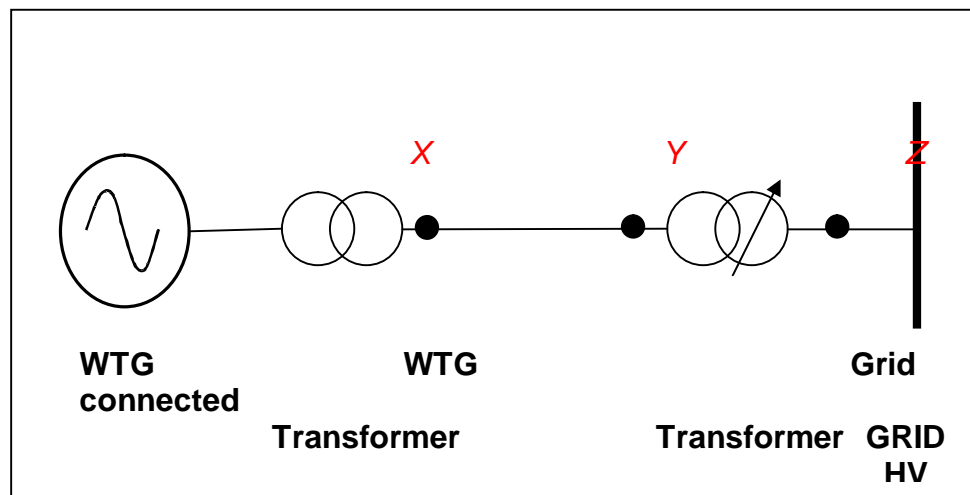 X Y Z
WTG WTG Grid
connected
Transformer Transformer GRID
HV